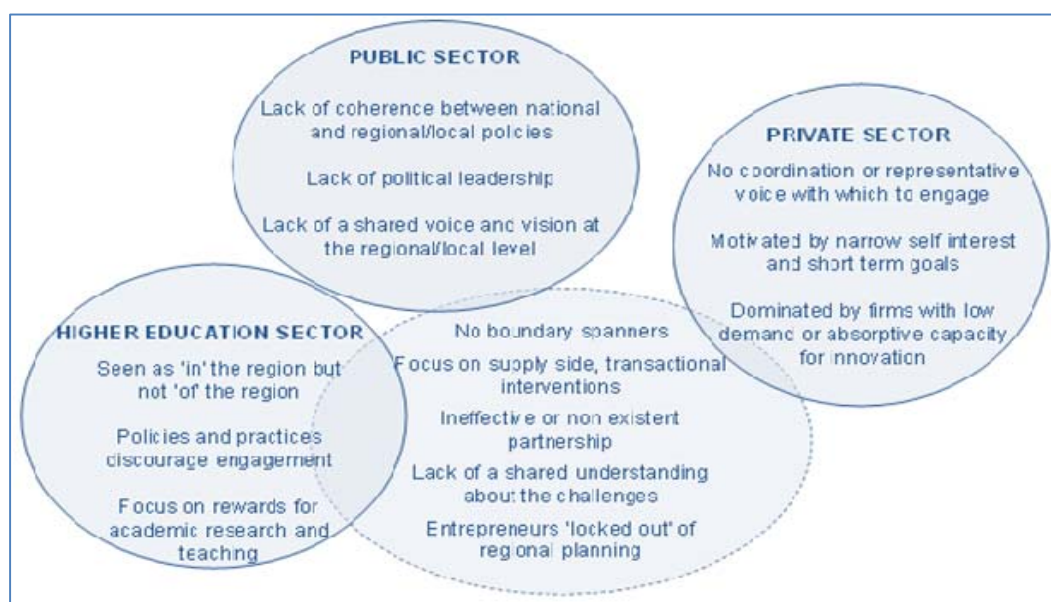 PUBLIC SECTOR
Lack of coherence between national
and regional/local policies
Lack of political leadership
Lack of a shared voice and vision at
the regional/local level
PRIVATE SECTOR
No coordination or representative
voice with which to engage
Motivated by narrow self interest
and short term goals
Dominated by firms with low
demand or absorptive capacity
for innovation
HIGHER EDUCATION SECTOR
Seen as 'in' the region but
not 'of' the region
Policies and practices
discourage engagement
Focus on rewards for
academic research and
teaching
No boundary spanners
Focus on supply side, transactional
interventions
Ineffective or non existent
partnership
Lack of a shared understanding
about the challenges
Entrepreneurs 'locked out' of
regional planning